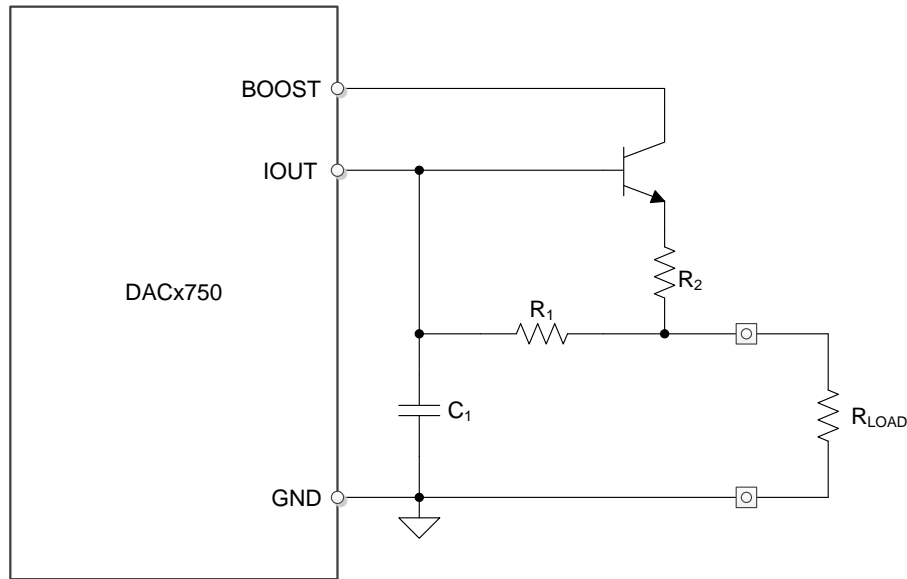 BOOST
IOUT
DACx750
R2
R1
C1
RLOAD
GND